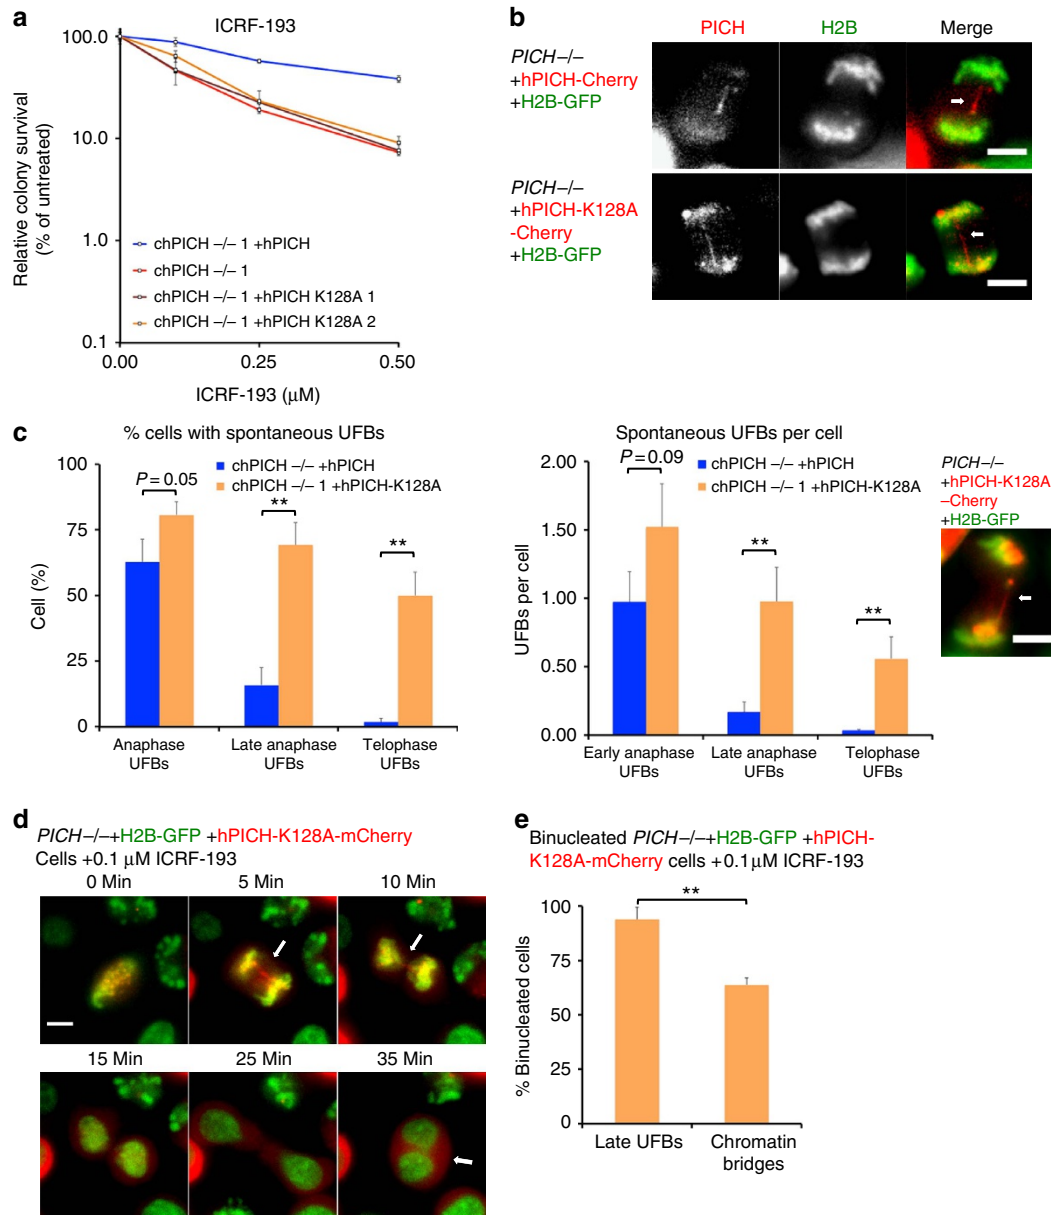 a
ICRF-193
100.0
10.0
1.0
0.1
Relative colony survival
(% of untreated)
chPICH –/– 1 +hPICH
chPICH –/– 1
chPICH –/– 1 +hPICH K128A 1
chPICH –/– 1 +hPICH K128A 2
0.00
0.25
0.50
ICRF-193 (μM)
b
PICH
H2B
Merge
PICH–/–
+hPICH-Cherry
+H2B-GFP
PICH–/–
+hPICH-K128A
-Cherry
+H2B-GFP
c
% cells with spontaneous UFBs
chPICH –/– +hPICH
chPICH –/– 1 +hPICH-K128A
100
75
50
25
0
Cell (%)
P = 0.05
**
**
Anaphase
UFBs
Late anaphase
UFBs
Telophase
UFBs
Spontaneous UFBs per cell
chPICH –/– +hPICH
chPICH –/– 1 +hPICH-K128A
2.00
1.50
1.00
0.50
0.00
UFBs per cell
P = 0.09
**
**
Early anaphase
UFBs
Late anaphase
UFBs
Telophase
UFBs
PICH–/–
+hPICH-K128A
–Cherry
+H2B-GFP
d
PICH–/–+H2B-GFP +hPICH-K128A-mCherry
Cells +0.1 μM ICRF-193
0 Min
5 Min
10 Min
15 Min
25 Min
35 Min
e
Binucleated PICH–/–+H2B-GFP +hPICH-
K128A-mCherry cells +0.1μM ICRF-193
100
75
50
25
0
% Binucleated cells
**
Late UFBs
Chromatin
bridges